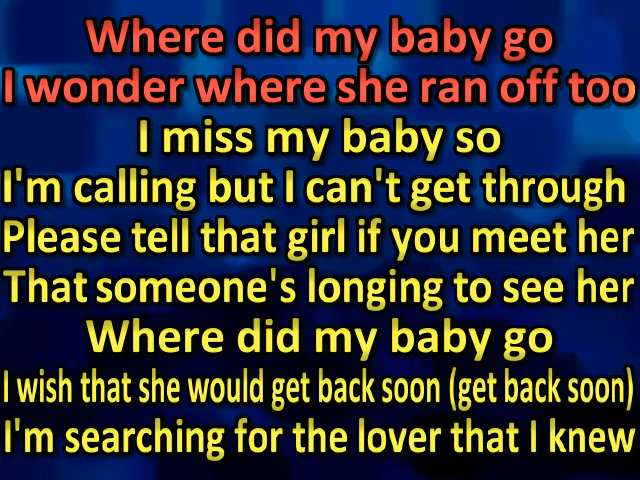 Where did my baby go
I wonder where she ran off too
I miss my baby so
I'm calling but I can't get through
Please tell that girl if you meet her
That someone's longing to see her
Where did my baby go
I wish that she would get back soon (get back soon)
I'm searching for the lover that I knew